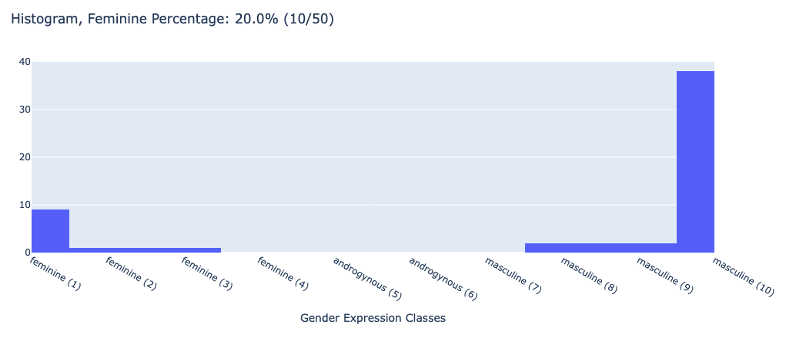 Histogram, Feminine Percentage: 20.0% (10/50)
40
30
20
10
0
feminine (1)
feminine (2)
feminine (3)
feminine (4)
androgynous (5)
androgynous (6)
masculine (7)
masculine (8)
masculine (9)
masculine (10)
Gender Expression Classes